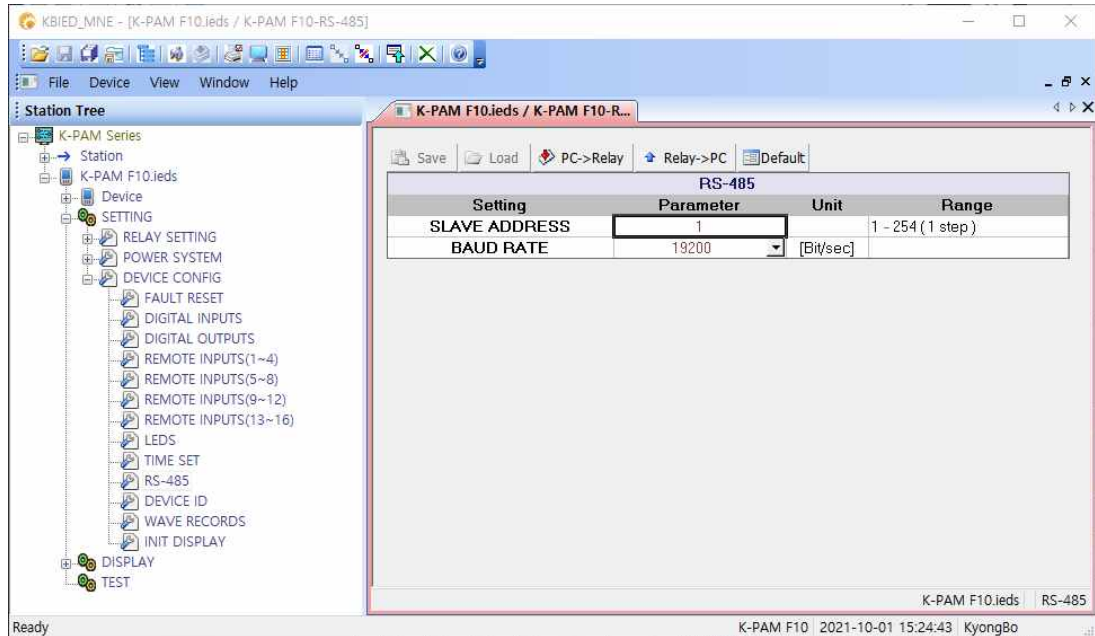 KBIED_MNE - [K-PAM F10.ieds / K-PAM F10-RS-485]
File Device View Window Help
Station Tree
K-PAM Series
Station
K-PAM F10.ieds
Device
SETTING
RELAY SETTING
POWER SYSTEM
DEVICE CONFIG
FAULT RESET
DIGITAL INPUTS
DIGITAL OUTPUTS
REMOTE INPUTS(1~4)
REMOTE INPUTS(5~8)
REMOTE INPUTS(9~12)
REMOTE INPUTS(13~16)
LEDS
TIME SET
RS-485
DEVICE ID
WAVE RECORDS
INIT DISPLAY
DISPLAY
TEST
K-PAM F10.ieds / K-PAM F10-R...
Save Load PC->Relay Relay->PC Default
RS-485
Setting Parameter Unit Range
SLAVE ADDRESS 1 1 - 254 ( 1 step )
BAUD RATE 19200 [Bit/sec]
K-PAM F10.ieds RS-485
Ready K-PAM F10 2021-10-01 15:24:43 KyongBo